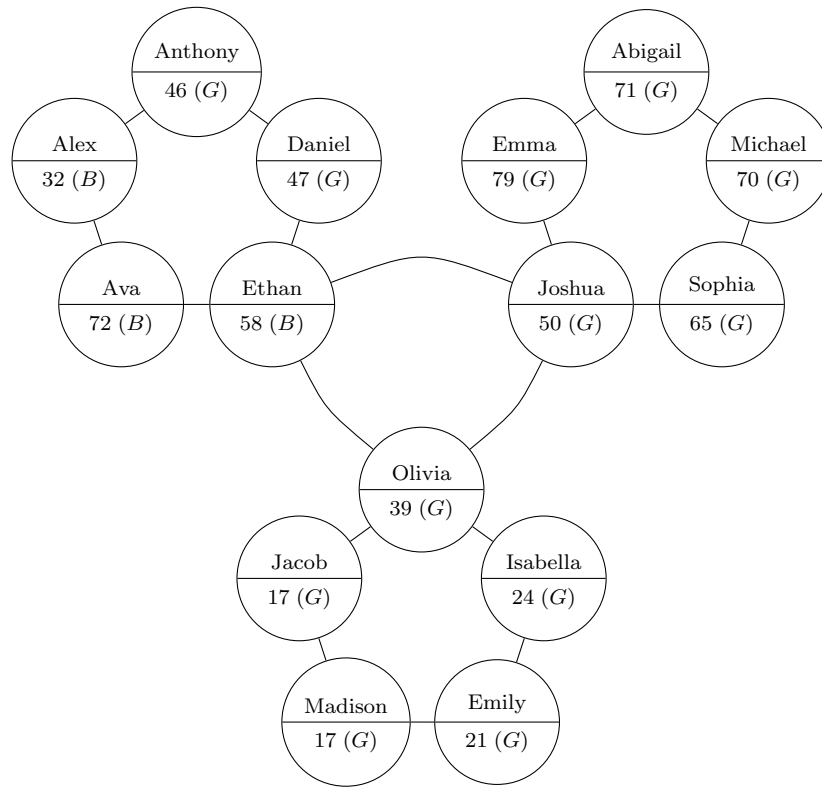 Anthony
46 (G)
Abigail
71 (G)
Alex
32 (B)
Daniel
47 (G)
Emma
79 (G)
Michael
70 (G)
Ava
72 (B)
Ethan
58 (B)
Joshua
50 (G)
Sophia
65 (G)
Olivia
39 (G)
Jacob
17 (G)
Isabella
24 (G)
Madison
17 (G)
Emily
21 (G)